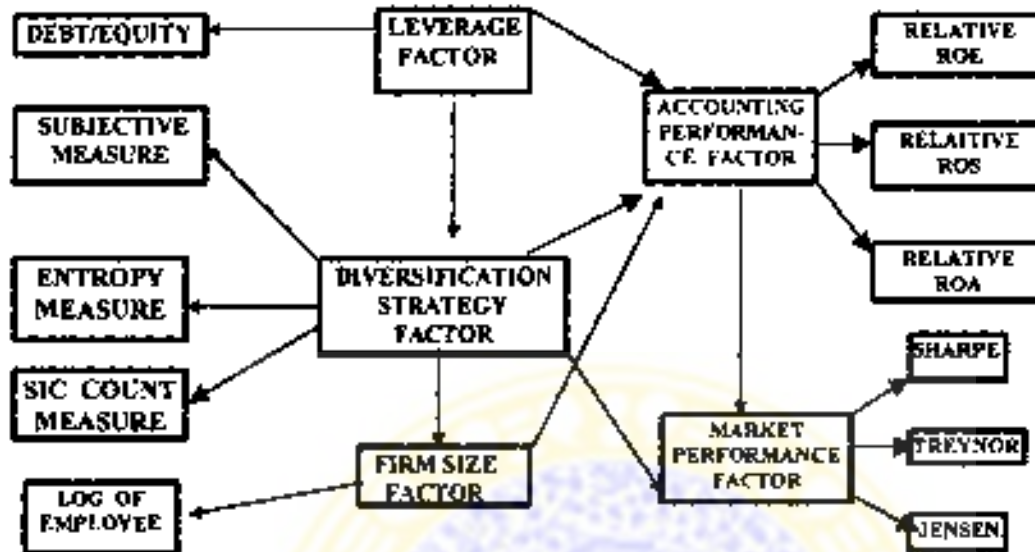 DEBT/EQUITY
LEVERAGE
FACTOR
RELATIVE
ROE
SUBJECTIVE
MEASURE
ACCOUNTING
PERFORMAN-
CE FACTOR
RELAITIVE
ROS
RELATIVE
ROA
ENTROPY
MEASURE
DIVERSIFICATION
STRATEGY
FACTOR
SIC COUNT
MEASURE
SHARPE
MARKET
PERFORMANCE
FACTOR
TREYNOR
FIRM SIZE
FACTOR
LOG OF
EMPLOYEE
JENSEN